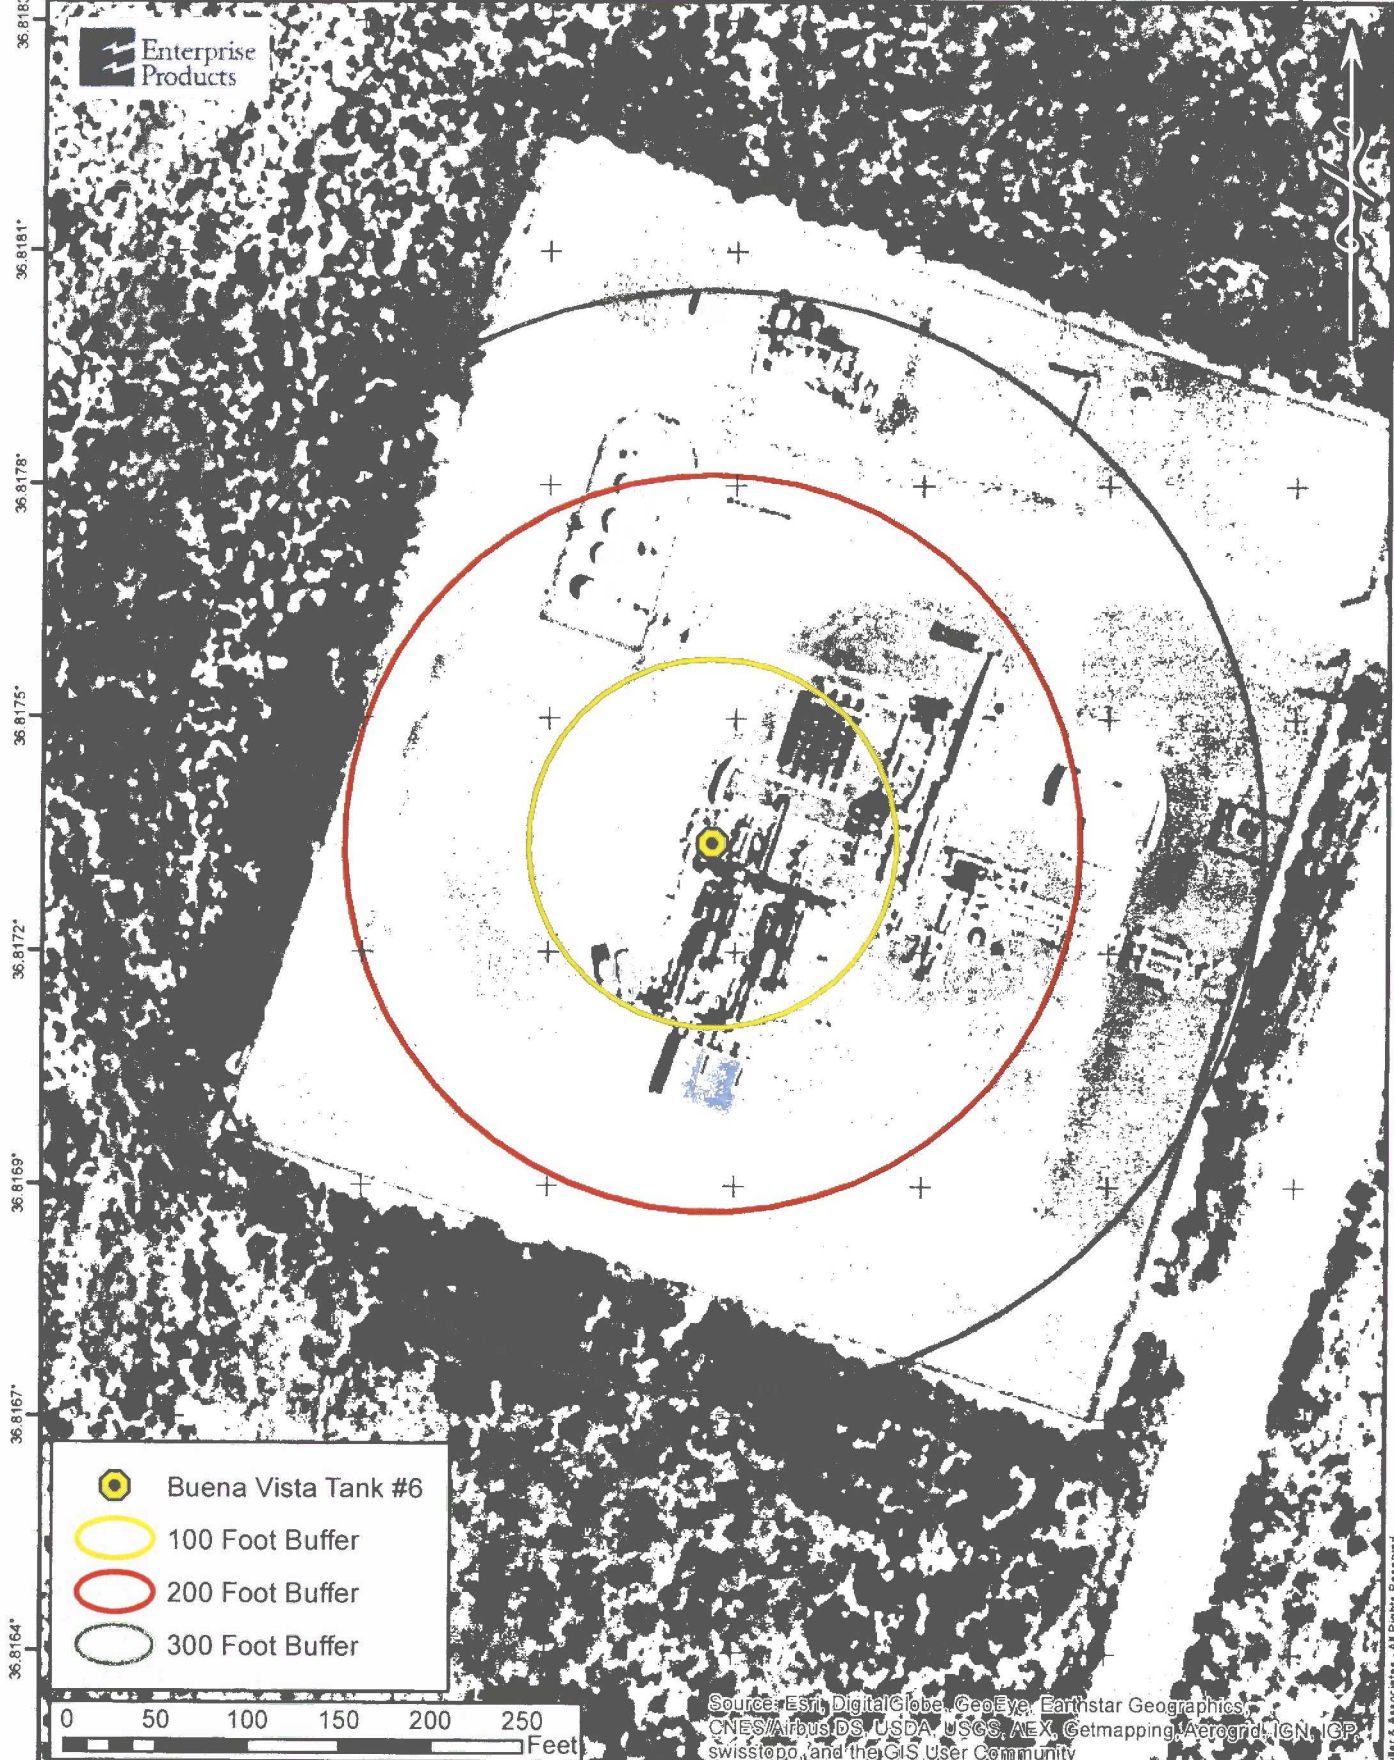 36.8183
Enterprise
Products
36.8181°
36.8178°
36.8175°
36.8172°
36.8169°
36.8167°
36.8164°
Buena Vista Tank #6
100 Foot Buffer
200 Foot Buffer
300 Foot Buffer
0 50 100 150 200 250
Feet
Source: Esri, DigitalGlobe, GeoEye, Earthstar Geographics,
CNES/Airbus DS, USDA, USGS, AEX, Getmapping, Aerogrid, IGN, IGP,
swisstopo, and the GIS User Community
All Rights Reserved